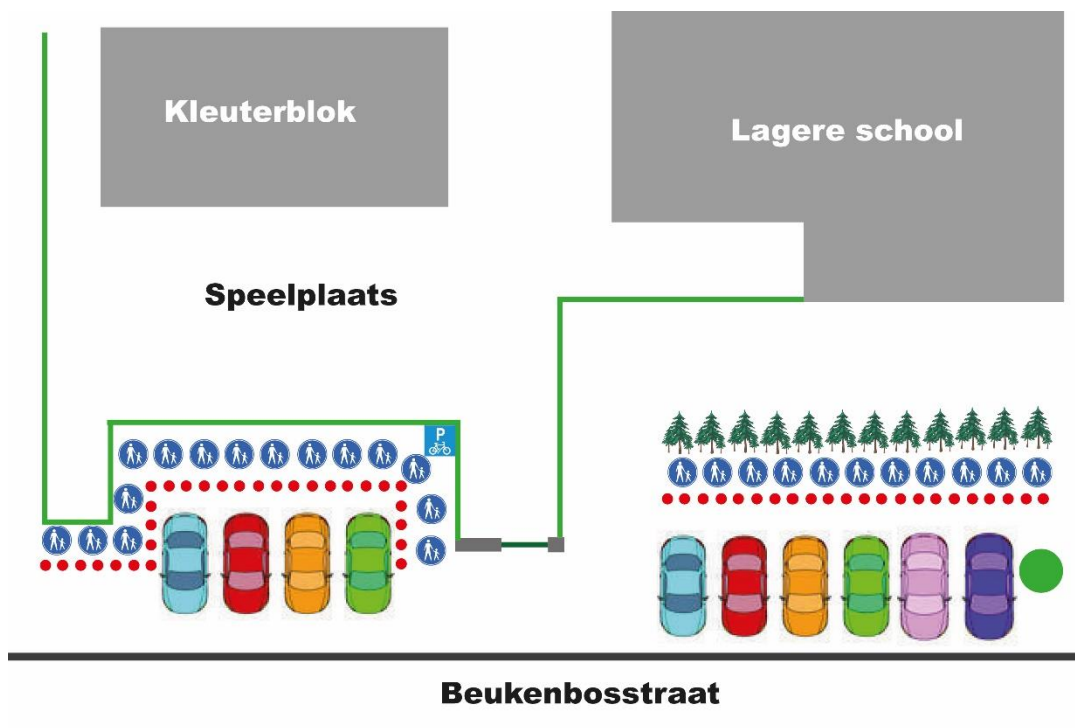 Kleuterblok
Lagere school
Speelplaats
P
Beukenbosstraat